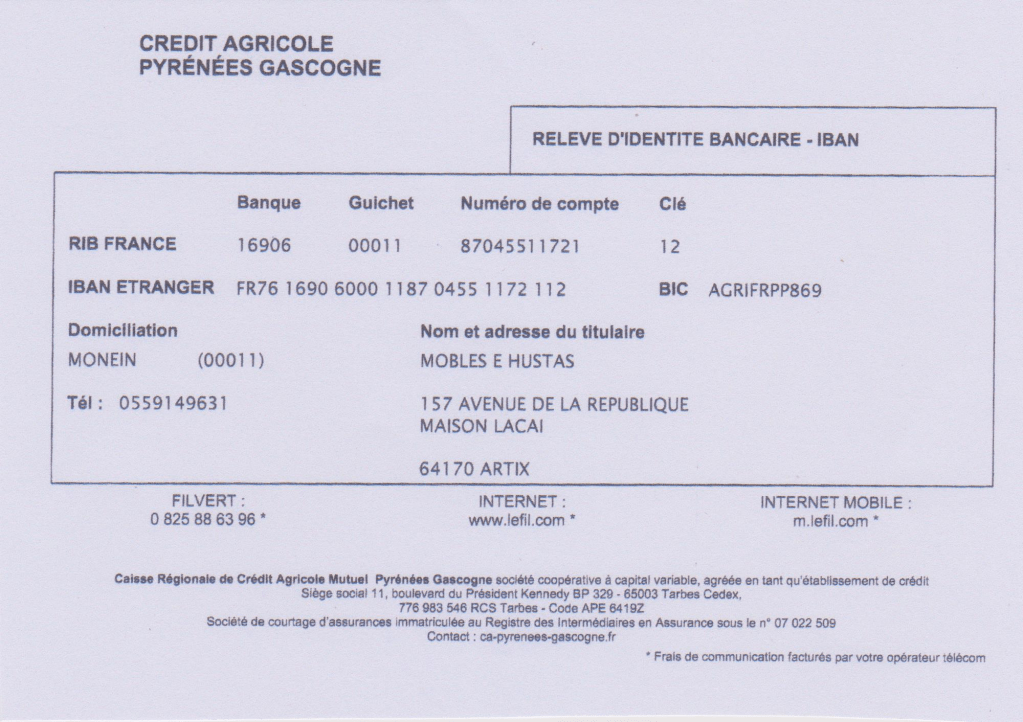 CREDIT AGRICOLE
PYRÉNÉES GASCOGNE
RELEVE D'IDENTITE BANCAIRE - IBAN
Banque Guichet Numéro de compte Clé
RIB FRANCE 16906 00011 87045511721 12
IBAN ETRANGER FR76 1690 6000 1187 0455 1172 112 BIC AGRIFRPP869
Domiciliation Nom et adresse du titulaire
MONEIN (00011) MOBLES E HUSTAS
Tél : 0559149631 157 AVENUE DE LA REPUBLIQUE
MAISON LACAI
64170 ARTIX
FILVERT : INTERNET : INTERNET MOBILE :
0 825 88 63 96 * www.lefil.com * m.lefil.com *
Caisse Régionale de Crédit Agricole Mutuel Pyrénées Gascogne société coopérative à capital variable, agréée en tant qu'établissement de crédit
Siège social 11, boulevard du Président Kennedy BP 329 - 65003 Tarbes Cedex,
776 983 546 RCS Tarbes - Code APE 6419Z
Société de courtage d'assurances immatriculée au Registre des Intermédiaires en Assurance sous le n° 07 022 509
Contact : ca-pyrenees-gascogne.fr
* Frais de communication facturés par votre opérateur télécom